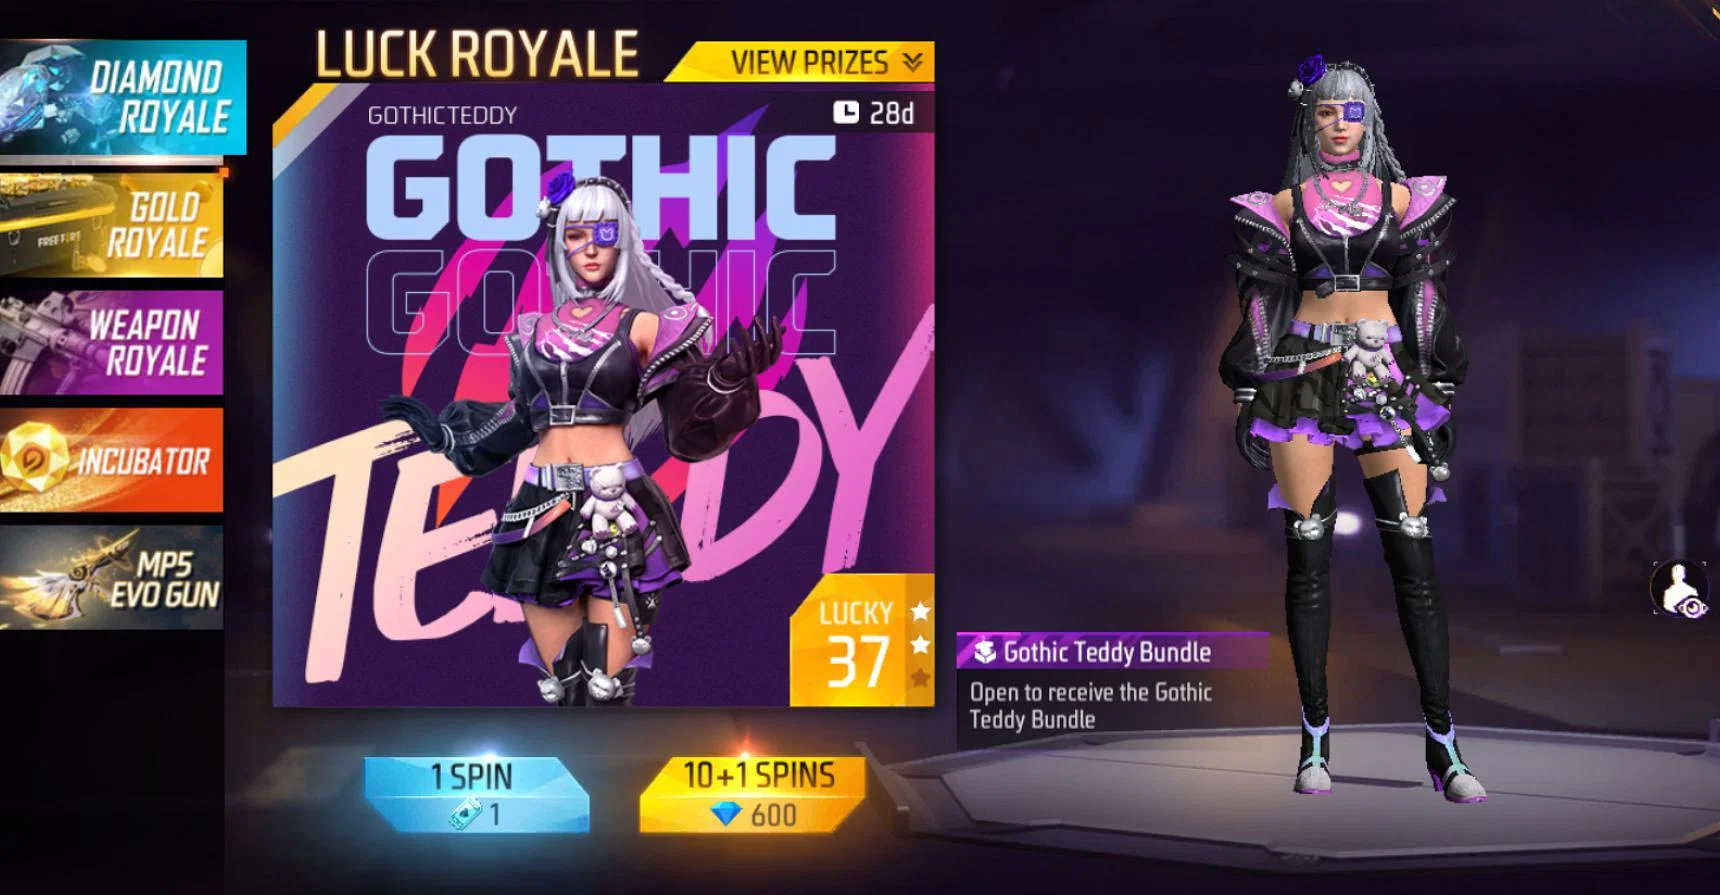 LUCK ROYALE
VIEW PRIZES
DIAMOND
ROYALE
GOLD
ROYALE
FREE FIRE
WEAPON
ROYALE
INCUBATOR
MP5
EVO GUN
GOTHICTEDDY
28d
GOTHIC
GOTHIC
TEDDY
LUCKY
37
Gothic Teddy Bundle
Open to receive the Gothic
Teddy Bundle
1 SPIN
1
10+1 SPINS
600